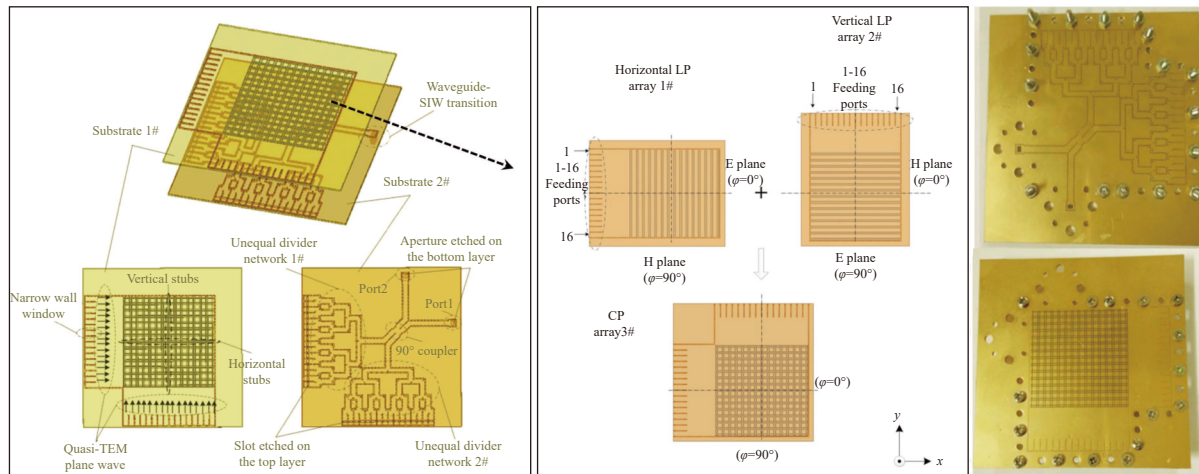 Waveguide-
SIW transition
Substrate 1#
Substrate 2#
Unequal divider
network 1#
Aperture etched on
the bottom layer
Vertical stubs
Port2
Port1
Narrow wall
window
90° coupler
Horizontal
stubs
Quasi-TEM
plane wave
Slot etched on
the top layer
Unequal divider
network 2#
Vertical LP
array 2#
Horizontal LP
array 1#
1-16
Feeding
ports
1
16
1
1-16
Feeding
ports
16
E plane
(φ=0°)
H plane
(φ=0°)
+
H plane
(φ=90°)
E plane
(φ=90°)
CP
array3#
(φ=0°)
(φ=90°)
y
x